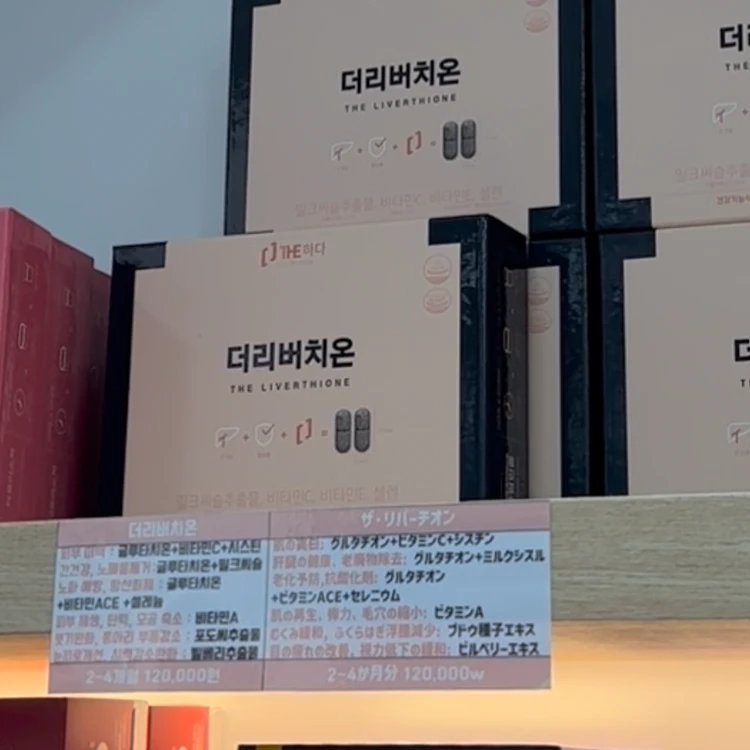 더리버치온
THE LIVERTHIONE
밀크씨슬추출물, 비타민C, 비타민E, 셀렌
[ ] THE하다
더리버치온
THE LIVERTHIONE
밀크씨슬추출물, 비타민C, 비타민E, 셀렌
더리버치온
피부 미백 : 글루타치온+비타민C+시스틴
간건강, 노폐물제거 : 글루타치온+밀크씨슬
노화 예방, 항산화제 : 글루타치온
+비타민ACE +셀레늄
피부 재생, 탄력, 모공 축소 : 비타민A
붓기완화, 종아리 부종감소 : 포도씨추출물
눈피로개선, 시력감소완화 : 빌베리추출물
2-4개월 120,000원
ザ・リバーチオン
肌の美白: グルタチオン+ビタミンC+シスチン
肝臓の健康、老廃物除去: グルタチオン+ミルクシスル
老化予防,抗酸化剤: グルタチオン
+ビタミンACE+セレニウム
肌の再生、弾力、毛穴の縮小: ビタミンA
むくみ緩和、ふくらはぎ浮腫減少: ブドウ種子エキス
目の疲れの改善、視力低下の緩和: ビルベリーエキス
2-4か月分 120,000w